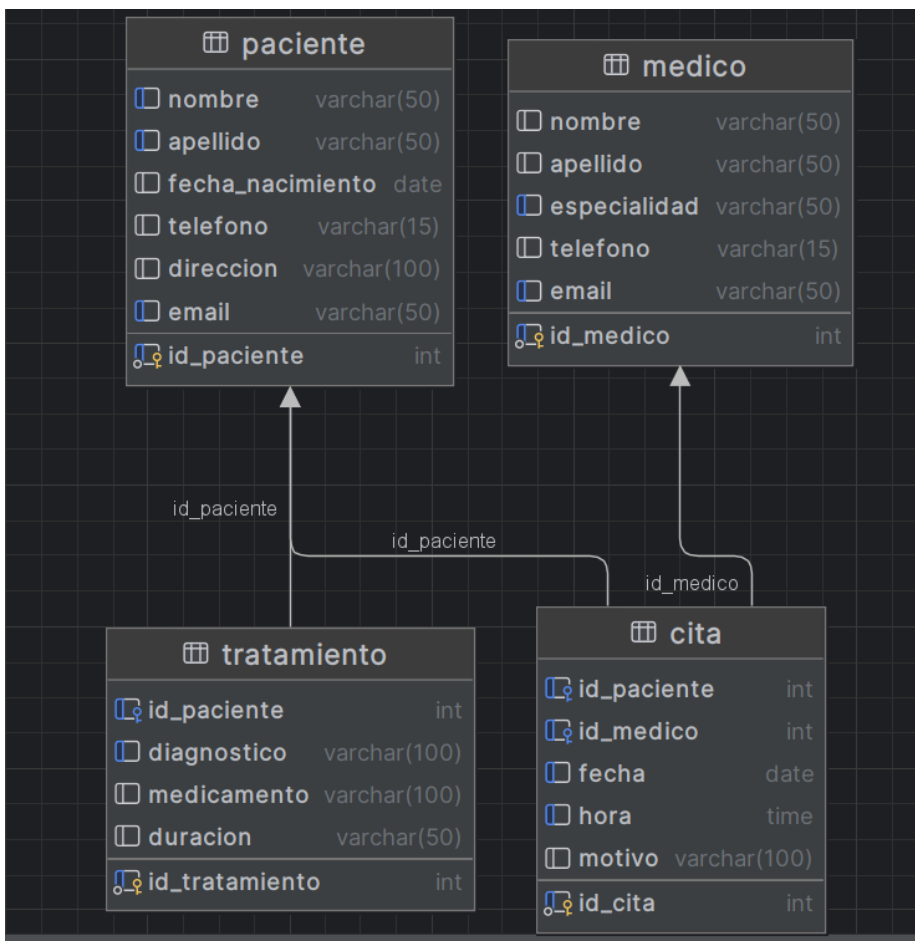 paciente
nombre varchar(50)
apellido varchar(50)
fecha_nacimiento date
telefono varchar(15)
direccion varchar(100)
email varchar(50)
id_paciente int
medico
nombre varchar(50)
apellido varchar(50)
especialidad varchar(50)
telefono varchar(15)
email varchar(50)
id_medico int
id_paciente
id_paciente
id_medico
tratamiento
id_paciente int
diagnostico varchar(100)
medicamento varchar(100)
duracion varchar(50)
id_tratamiento int
cita
id_paciente int
id_medico int
fecha date
hora time
motivo varchar(100)
id_cita int